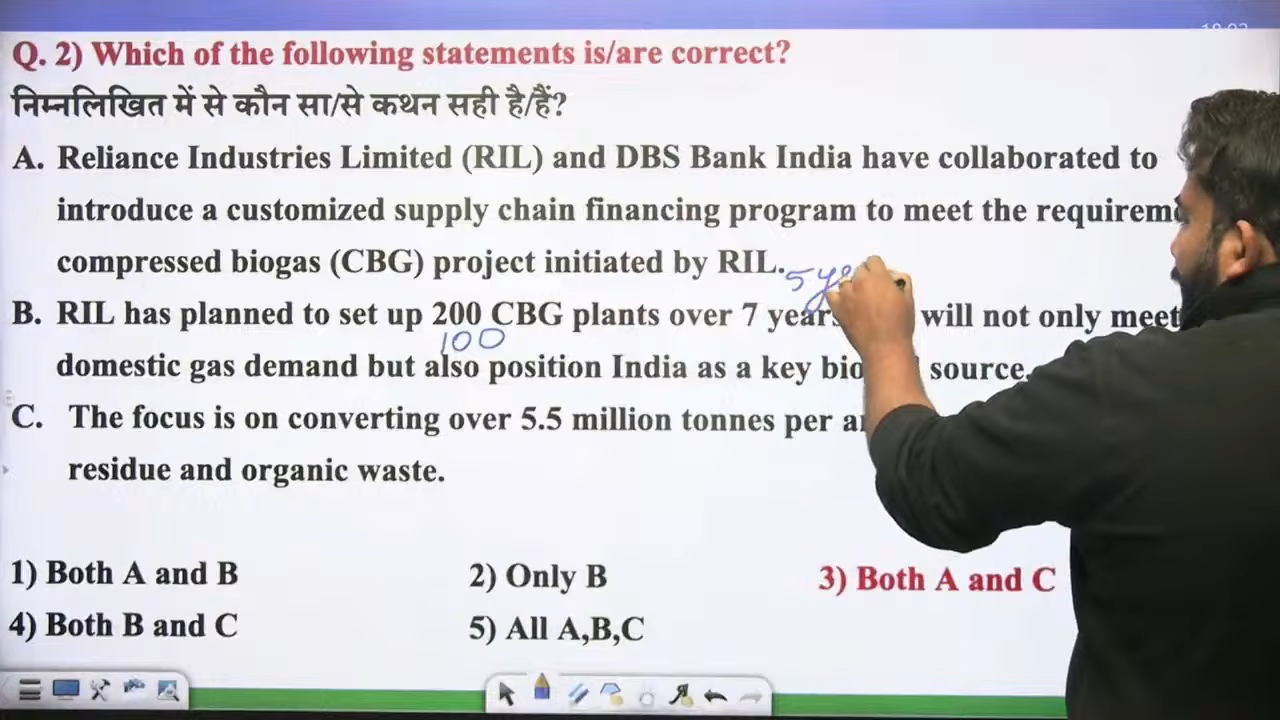 Q. 2) Which of the following statements is/are correct?
निम्नलिखित में से कौन सा/से कथन सही है/हैं?
A. Reliance Industries Limited (RIL) and DBS Bank India have collaborated to
introduce a customized supply chain financing program to meet the
compressed biogas (CBG) project initiated by RIL.
5
B. RIL has planned to set up 200 CBG plants over 7 will not only meet
100
domestic gas demand but also position India as a key source.
C. The focus is on converting over 5.5 million tonnes per
residue and organic waste.
1) Both A and B 2) Only B 3) Both A and C
4) Both B and C 5) All A,B,C